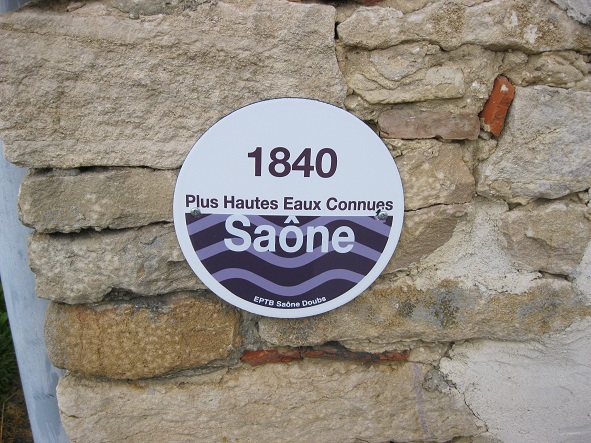 1840
Plus Hautes Eaux Connues
Saône
EPTB Saône Doubs